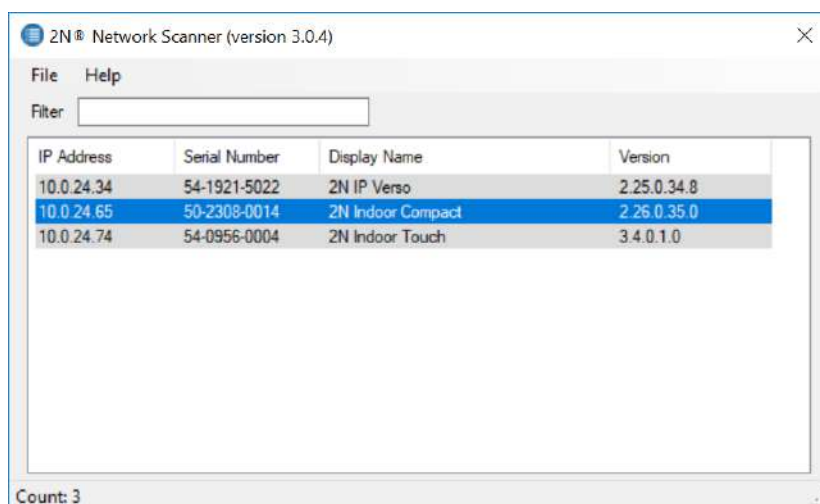 2N® Network Scanner (version 3.0.4)
File Help
Filter
IP Address Serial Number Display Name Version
10.0.24.34 54-1921-5022 2N IP Verso 2.25.0.34.8
10.0.24.65 50-2308-0014 2N Indoor Compact 2.26.0.35.0
10.0.24.74 54-0956-0004 2N Indoor Touch 3.4.0.1.0
Count: 3